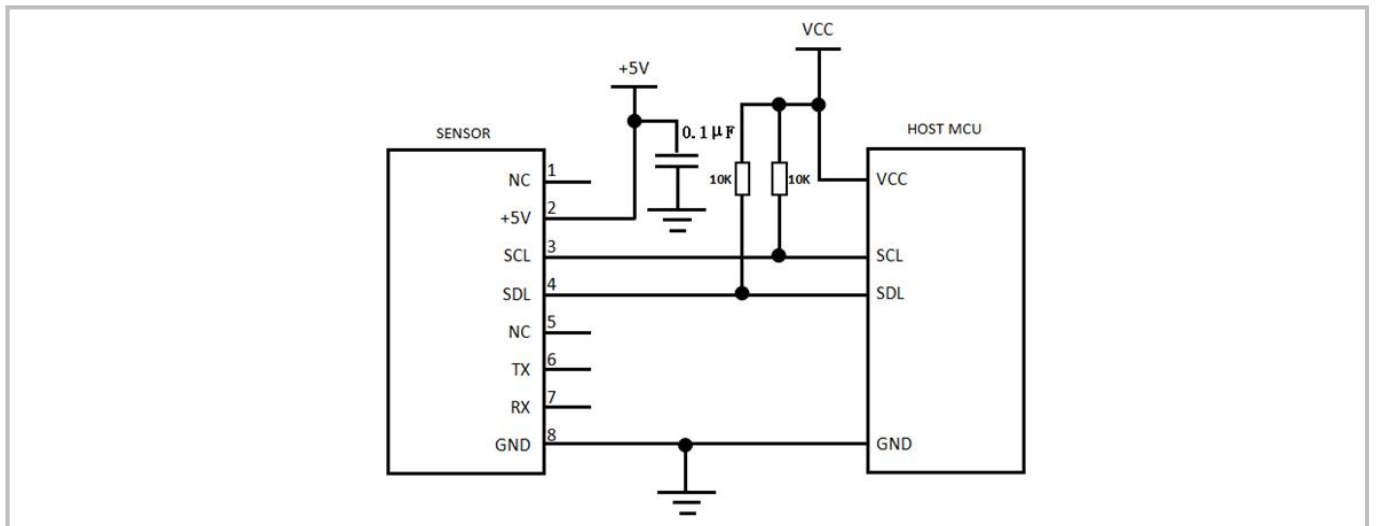 VCC
+5V
0.1μF
SENSOR
HOST MCU
NC 1
10K
10K
VCC
+5V 2
SCL 3
SCL
SDL 4
SDL
NC 5
TX 6
RX 7
GND 8
GND